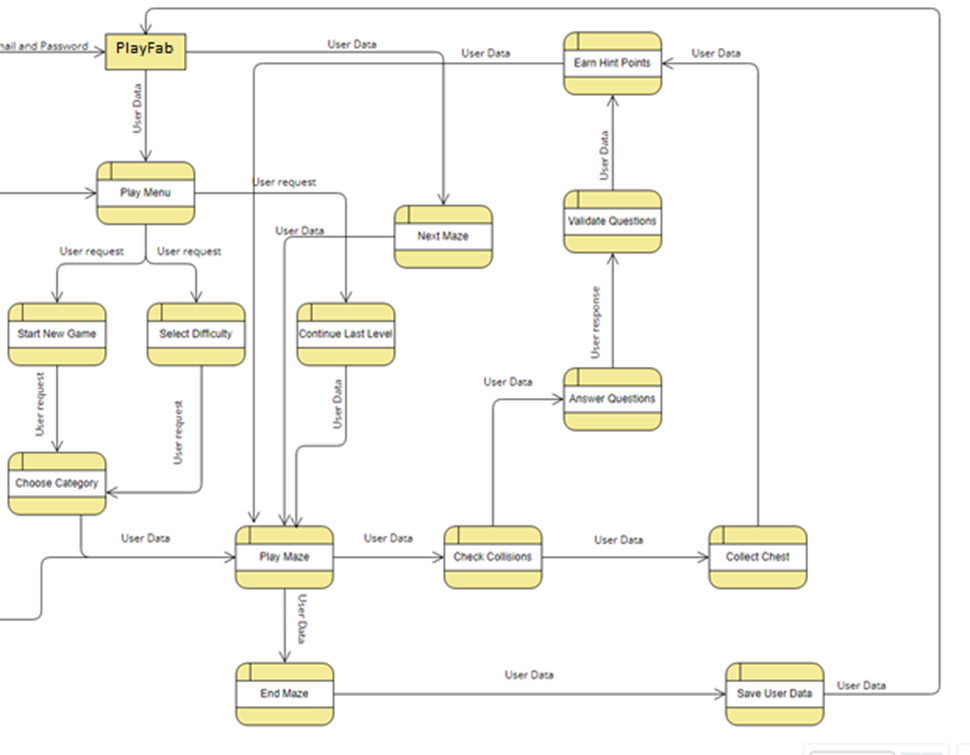 User Data
User Data
User Data
mail and Password
PlayFab
Earn Hint Points
User Data
User Data
Play Menu
User request
Validate Questions
User Data
Next Maze
User request
User request
User response
Start New Game
Select Difficulty
Continue Last Level
User Data
Answer Questions
User request
User request
User Data
Choose Category
User Data
User Data
User Data
Play Maze
Check Collisions
Collect Chest
User Data
User Data
End Maze
Save User Data
User Data